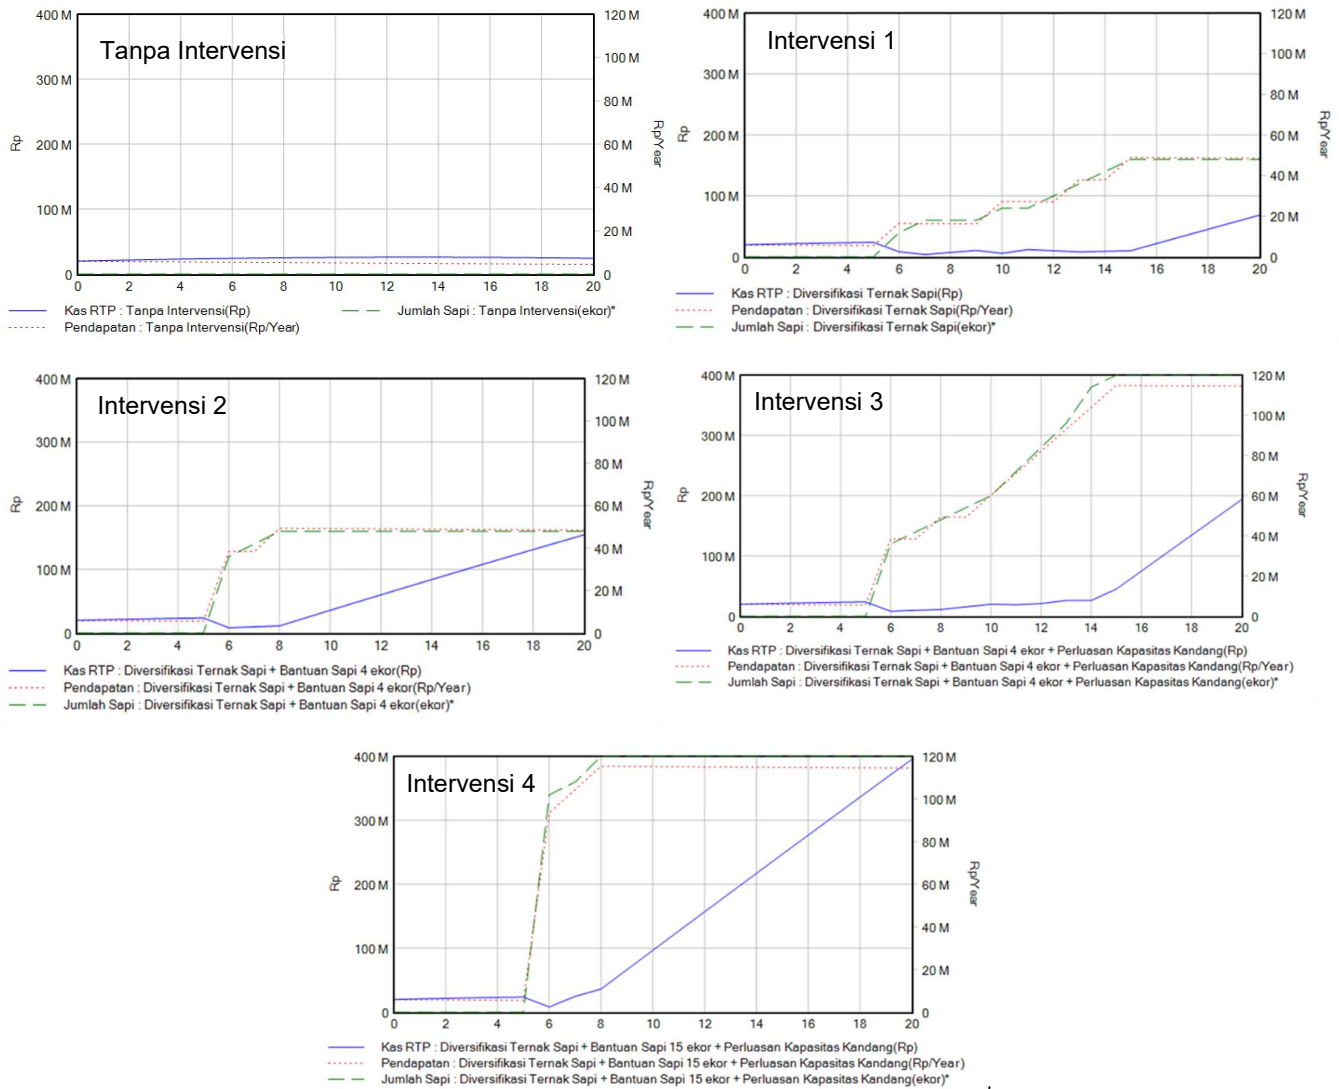 Tanpa Intervensi
400 M
300 M
200 M
100 M
0
Rp
120 M
100 M
80 M
60 M
40 M
20 M
0
Rp/Year
0 2 4 6 8 10 12 14 16 18 20
Kas RTP : Tanpa Intervensi(Rp)
Jumlah Sapi : Tanpa Intervensi(ekor)*
Pendapatan : Tanpa Intervensi(Rp/Year)
Intervensi 1
400 M
300 M
200 M
100 M
0
Rp
120 M
100 M
80 M
60 M
40 M
20 M
0
Rp/Year
0 2 4 6 8 10 12 14 16 18 20
Kas RTP : Diversifikasi Ternak Sapi(Rp)
Pendapatan : Diversifikasi Ternak Sapi(Rp/Year)
Jumlah Sapi : Diversifikasi Ternak Sapi(ekor)*
Intervensi 2
400 M
300 M
200 M
100 M
0
Rp
120 M
100 M
80 M
60 M
40 M
20 M
0
Rp/Year
0 2 4 6 8 10 12 14 16 18 20
Kas RTP : Diversifikasi Ternak Sapi + Bantuan Sapi 4 ekor(Rp)
Pendapatan : Diversifikasi Ternak Sapi + Bantuan Sapi 4 ekor(Rp/Year)
Jumlah Sapi : Diversifikasi Ternak Sapi + Bantuan Sapi 4 ekor(ekor)*
Intervensi 3
400 M
300 M
200 M
100 M
0
Rp
120 M
100 M
80 M
60 M
40 M
20 M
0
Rp/Year
0 2 4 6 8 10 12 14 16 18 20
Kas RTP : Diversifikasi Ternak Sapi + Bantuan Sapi 4 ekor + Perluasan Kapasitas Kandang(Rp)
Pendapatan : Diversifikasi Ternak Sapi + Bantuan Sapi 4 ekor + Perluasan Kapasitas Kandang(Rp/Year)
Jumlah Sapi : Diversifikasi Ternak Sapi + Bantuan Sapi 4 ekor + Perluasan Kapasitas Kandang(ekor)*
Intervensi 4
400 M
300 M
200 M
100 M
0
Rp
120 M
100 M
80 M
60 M
40 M
20 M
0
Rp/Year
0 2 4 6 8 10 12 14 16 18 20
Kas RTP : Diversifikasi Ternak Sapi + Bantuan Sapi 15 ekor + Perluasan Kapasitas Kandang(Rp)
Pendapatan : Diversifikasi Ternak Sapi + Bantuan Sapi 15 ekor + Perluasan Kapasitas Kandang(Rp/Year)
Jumlah Sapi : Diversifikasi Ternak Sapi + Bantuan Sapi 15 ekor + Perluasan Kapasitas Kandang(ekor)*